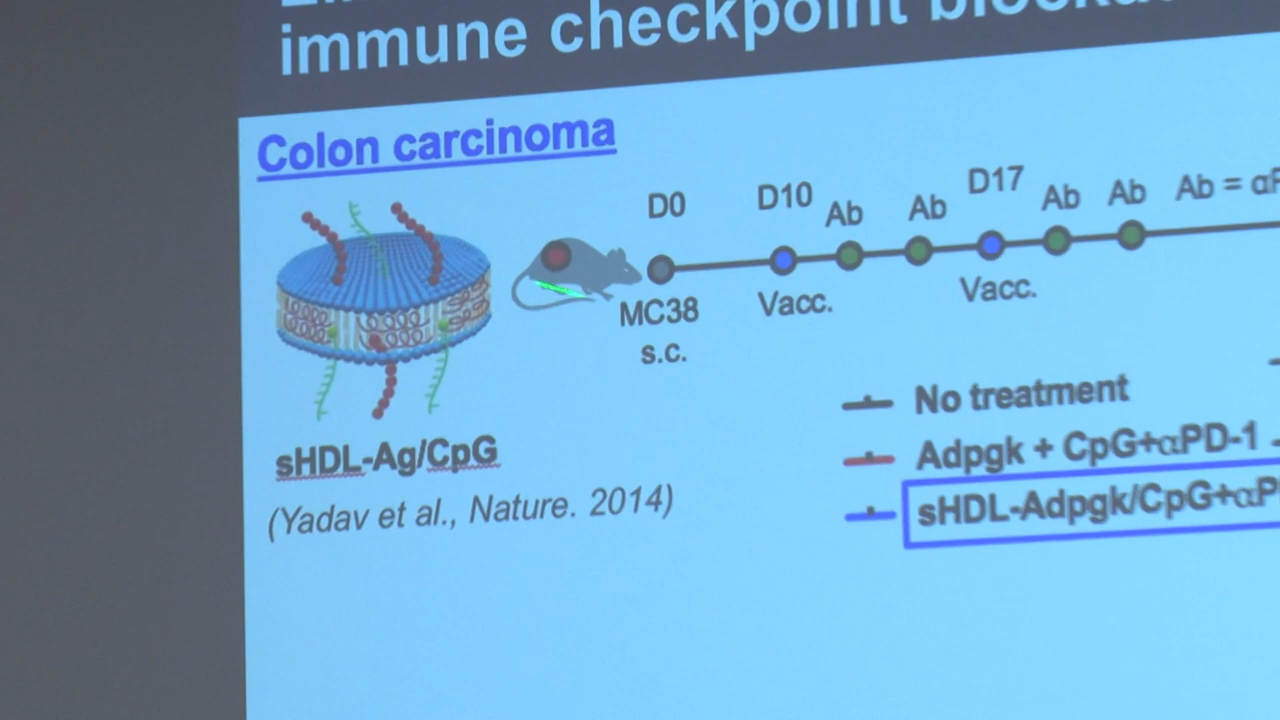 immune checkpoint
Colon carcinoma
D0
D10
Ab
Ab
D17
Ab
Ab
Ab =
MC38
s.c.
Vacc.
Vacc.
No treatment
Adpgk + CpG+αPD-1
sHDL-Adpgk/CpG+αP
sHDL-Ag/CpG
(Yadav et al., Nature. 2014)